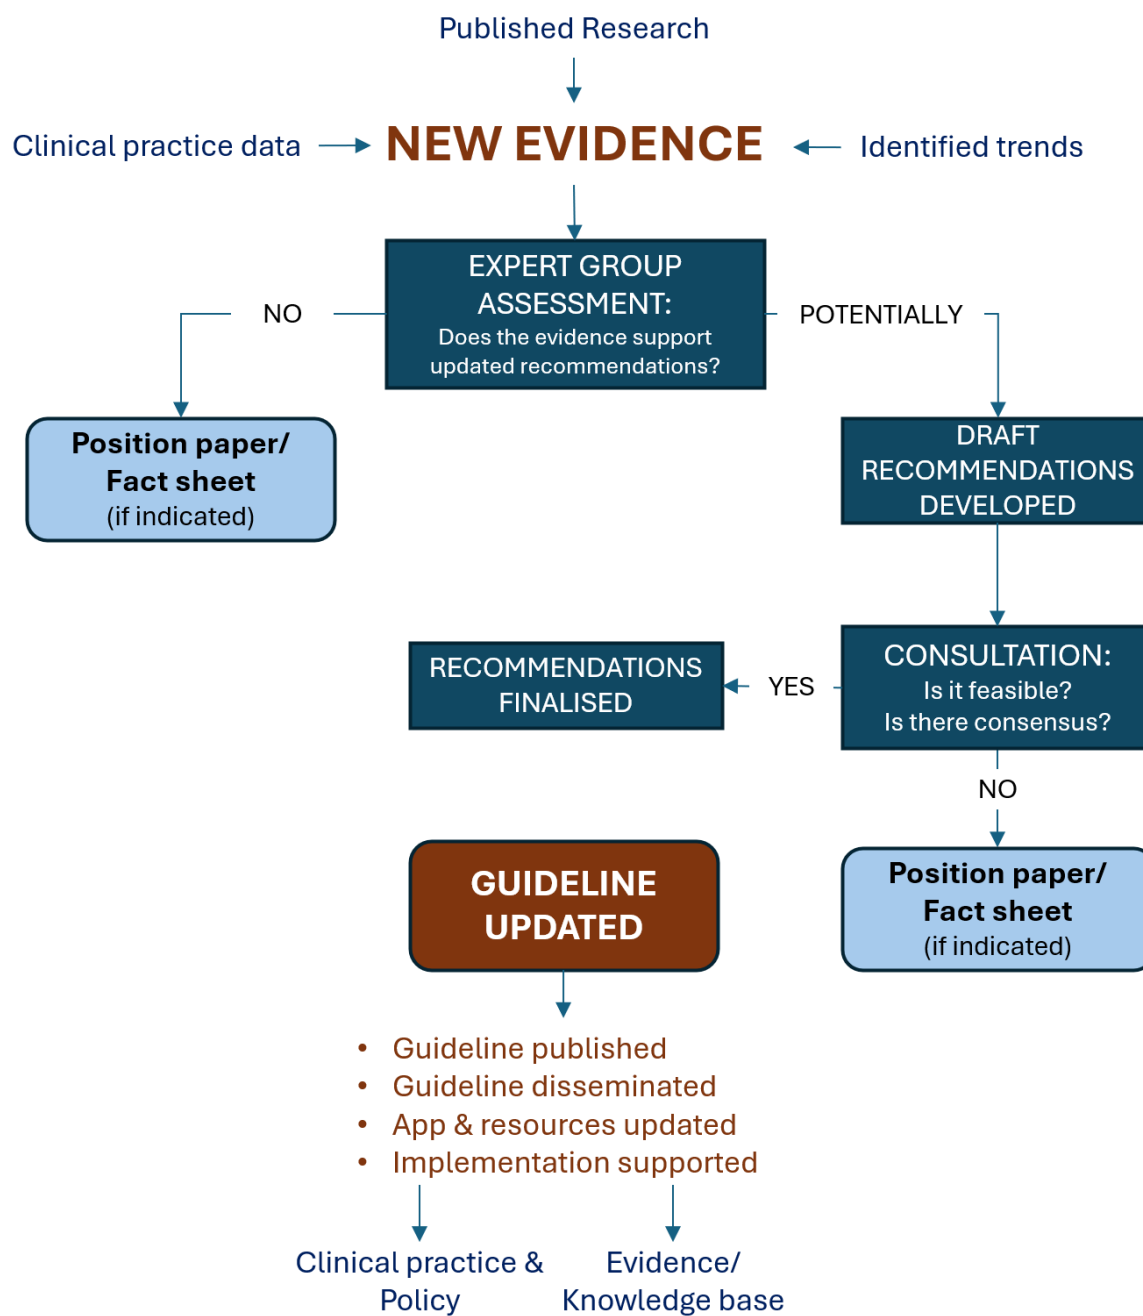 Published Research
Clinical practice data
NEW EVIDENCE
Identified trends
EXPERT GROUP
ASSESSMENT:
Does the evidence support
updated recommendations?
NO
POTENTIALLY
Position paper/
Fact sheet
(if indicated)
DRAFT
RECOMMENDATIONS
DEVELOPED
RECOMMENDATIONS
FINALISED
YES
CONSULTATION:
Is it feasible?
Is there consensus?
NO
GUIDELINE
UPDATED
Position paper/
Fact sheet
(if indicated)
• Guideline published
• Guideline disseminated
• App & resources updated
• Implementation supported
Clinical practice &
Policy
Evidence/
Knowledge base